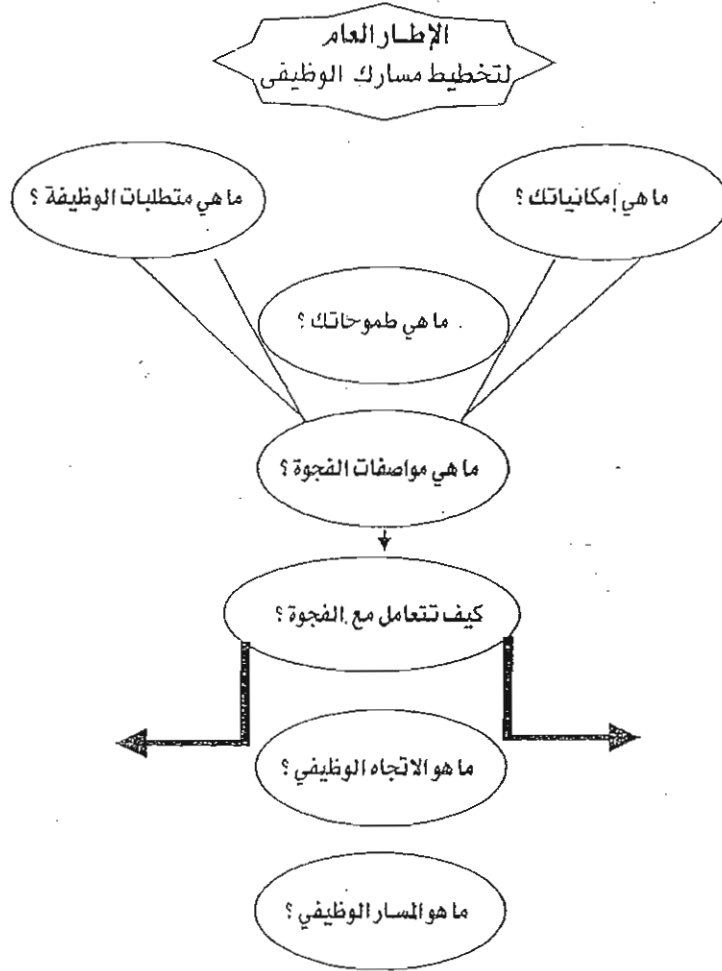 الإطار العام
لتخطيط مسارك الوظيفى
ما هي إمكانياتك ؟
ما هي متطلبات الوظيفة ؟
ما هي طموحاتك ؟
ما هي مواصفات الفجوة ؟
كيف تتعامل مع الفجوة ؟
ما هو الاتجاه الوظيفي ؟
ما هو المسار الوظيفي ؟